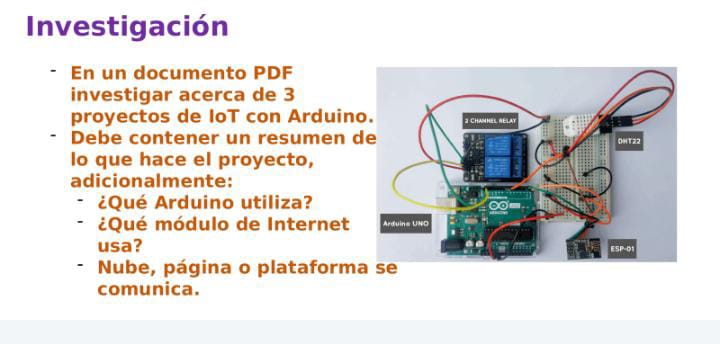 Investigación
- En un documento PDF
investigar acerca de 3
proyectos de IoT con Arduino.
- Debe contener un resumen de
lo que hace el proyecto,
adicionalmente:
- ¿Qué Arduino utiliza?
- ¿Qué módulo de Internet
usa?
- Nube, página o plataforma se
comunica.
2 CHANNEL RELAY
DHT22
Arduino UNO
ESP-01
ARDUINO